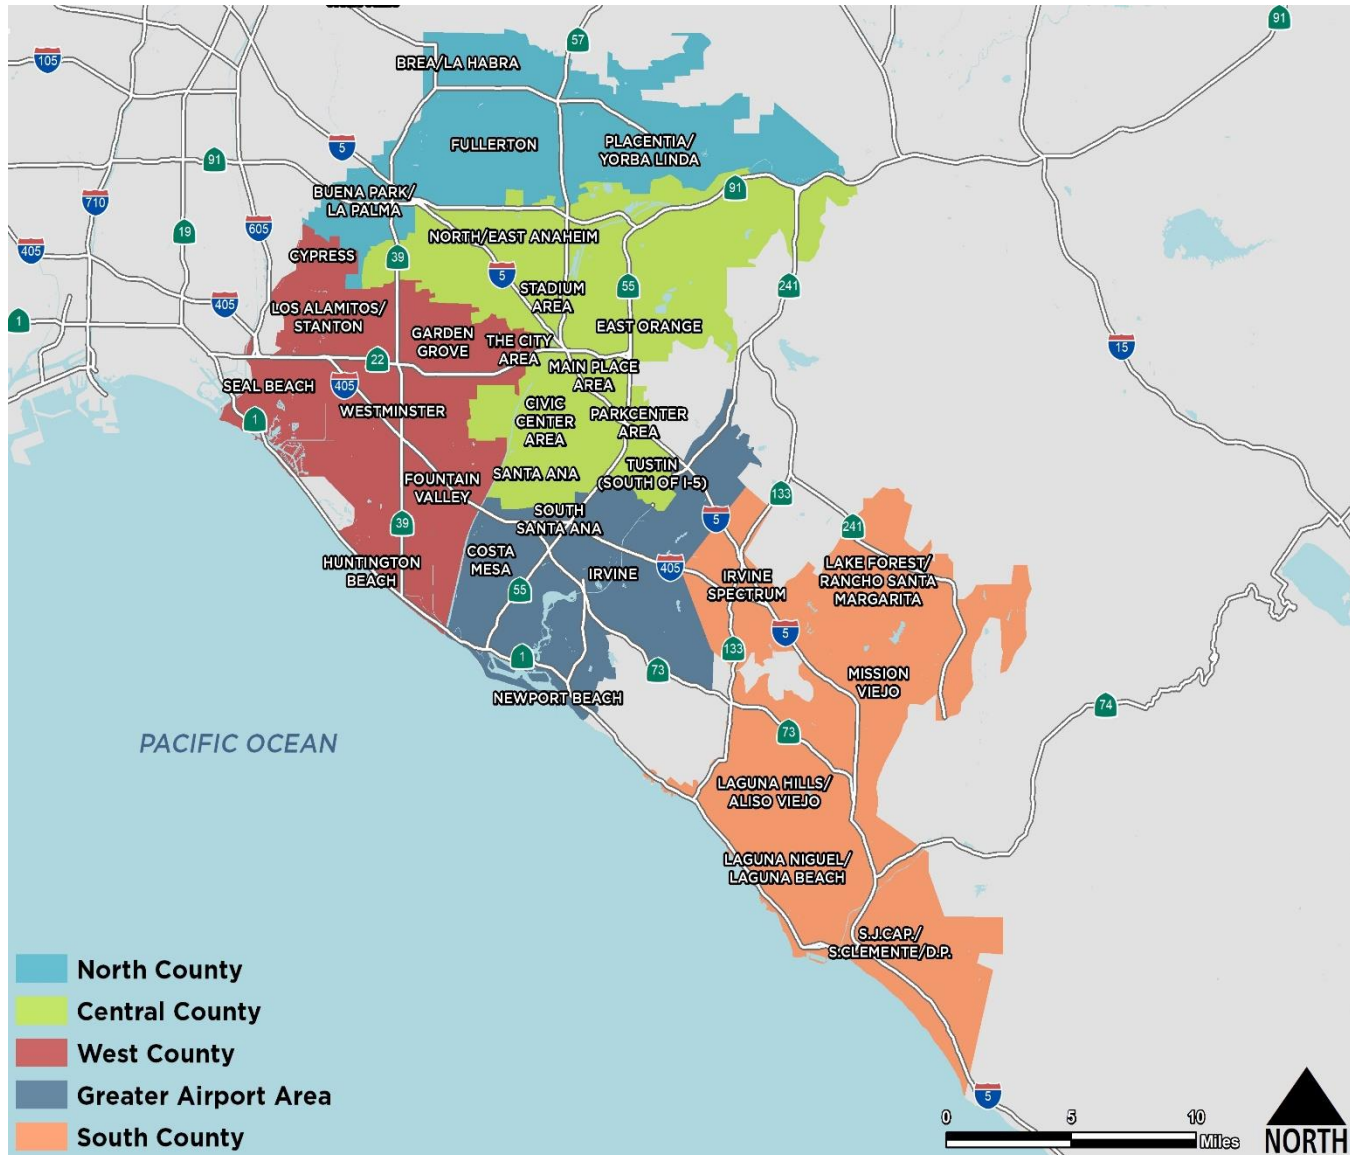 91
57
105
BREA/LA HABRA
5
FULLERTON
PLACENTIA/
YORBA LINDA
91
91
BUENA PARK/
LA PALMA
710
19
605
405
CYPRESS
39
NORTH/EAST ANAHEIM
5
STADIUM
AREA
55
241
405
1
LOS ALAMITOS/
STANTON
GARDEN
GROVE
THE CITY
AREA
EAST ORANGE
15
22
MAIN PLACE
AREA
SEAL BEACH
405
1
WESTMINSTER
CIVIC
CENTER
AREA
PARKCENTER
AREA
FOUNTAIN
VALLEY
SANTA ANA
TUSTIN
(SOUTH OF I-5)
133
39
SOUTH
SANTA ANA
5
241
HUNTINGTON
BEACH
COSTA
MESA
55
IRVINE
405
IRVINE
SPECTRUM
LAKE FOREST/
RANCHO SANTA
MARGARITA
5
133
1
73
MISSION
VIEJO
NEWPORT BEACH
74
PACIFIC OCEAN
73
LAGUNA HILLS/
ALISO VIEJO
LAGUNA NIGUEL/
LAGUNA BEACH
S.J.CAP./
S.CLEMENTE/D.P.
North County
Central County
West County
Greater Airport Area
South County
5
0 5 10
Miles
NORTH